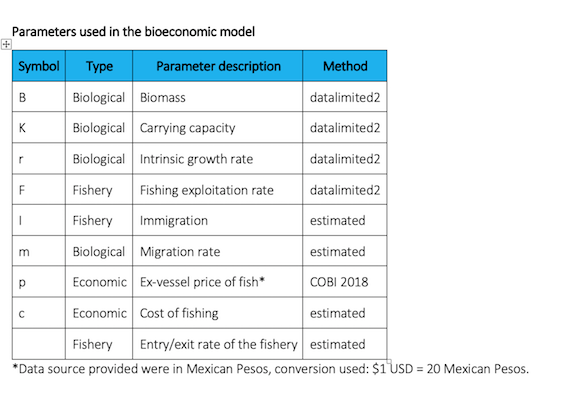 Parameters used in the bioeconomic model
Symbol Type Parameter description Method
B Biological Biomass datalimited2
K Biological Carrying capacity datalimited2
r Biological Intrinsic growth rate datalimited2
F Fishery Fishing exploitation rate datalimited2
I Fishery Immigration estimated
m Biological Migration rate estimated
p Economic Ex-vessel price of fish* COBI 2018
c Economic Cost of fishing estimated
Fishery Entry/exit rate of the fishery estimated
*Data source provided were in Mexican Pesos, conversion used: $1 USD = 20 Mexican Pesos.